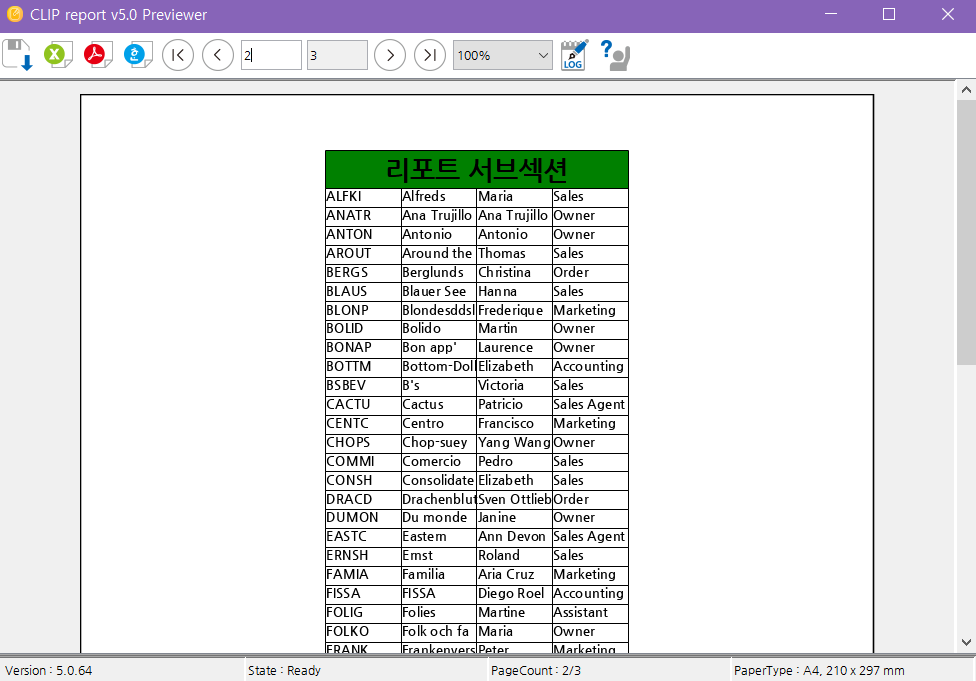 CLIP report v5.0 Previewer
2 3 100% LOG
리포트 서브섹션
ALFKI Alfreds Maria Sales
ANATR Ana Trujillo Ana Trujillo Owner
ANTON Antonio Antonio Owner
AROUT Around the Thomas Sales
BERGS Berglunds Christina Order
BLAUS Blauer See Hanna Sales
BLONP Blondesddsl Frederique Marketing
BOLID Bolido Martin Owner
BONAP Bon app' Laurence Owner
BOTTM Bottom-Doll Elizabeth Accounting
BSBEV B's Victoria Sales
CACTU Cactus Patricio Sales Agent
CENTC Centro Francisco Marketing
CHOPS Chop-suey Yang Wang Owner
COMMI Comercio Pedro Sales
CONSH Consolidate Elizabeth Sales
DRACD Drachenblut Sven Ottlieb Order
DUMON Du monde Janine Owner
EASTC Eastern Ann Devon Sales Agent
ERNSH Ernst Roland Sales
FAMIA Familia Aria Cruz Marketing
FISSA FISSA Diego Roel Accounting
FOLIG Folies Martine Assistant
FOLKO Folk och fa Maria Owner
FRANK Frankenvers Peter Marketing
Version : 5.0.64 State : Ready PageCount : 2/3 PaperType : A4, 210 x 297 mm